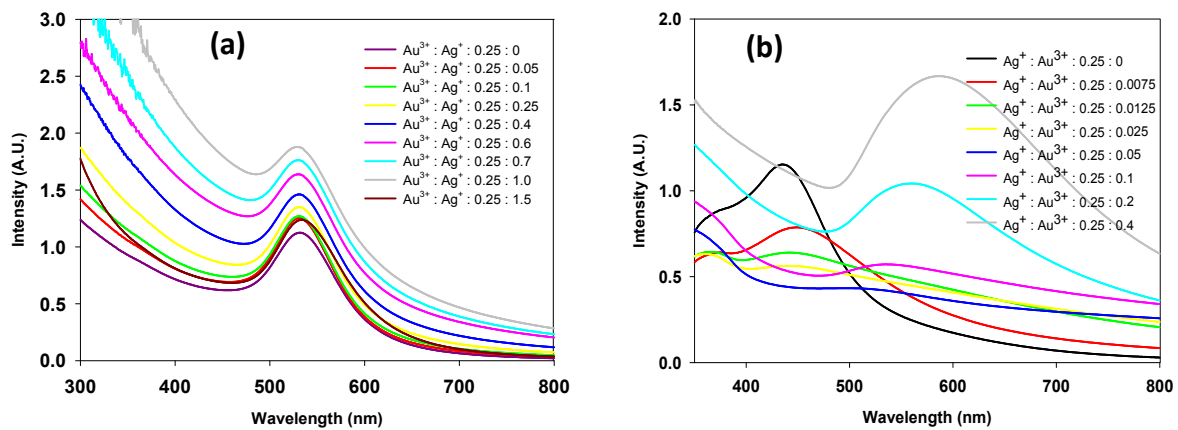 (a)
Intensity (A.U.)
3.0
2.5
2.0
1.5
1.0
0.5
0.0
300 400 500 600 700 800
Wavelength (nm)
Au³⁺ : Ag⁺ : 0.25 : 0
Au³⁺ : Ag⁺ : 0.25 : 0.05
Au³⁺ : Ag⁺ : 0.25 : 0.1
Au³⁺ : Ag⁺ : 0.25 : 0.25
Au³⁺ : Ag⁺ : 0.25 : 0.4
Au³⁺ : Ag⁺ : 0.25 : 0.6
Au³⁺ : Ag⁺ : 0.25 : 0.7
Au³⁺ : Ag⁺ : 0.25 : 1.0
Au³⁺ : Ag⁺ : 0.25 : 1.5
(b)
Intensity (A.U.)
2.0
1.5
1.0
0.5
0.0
400 500 600 700 800
Wavelength (nm)
Ag⁺ : Au³⁺ : 0.25 : 0
Ag⁺ : Au³⁺ : 0.25 : 0.0075
Ag⁺ : Au³⁺ : 0.25 : 0.0125
Ag⁺ : Au³⁺ : 0.25 : 0.025
Ag⁺ : Au³⁺ : 0.25 : 0.05
Ag⁺ : Au³⁺ : 0.25 : 0.1
Ag⁺ : Au³⁺ : 0.25 : 0.2
Ag⁺ : Au³⁺ : 0.25 : 0.4